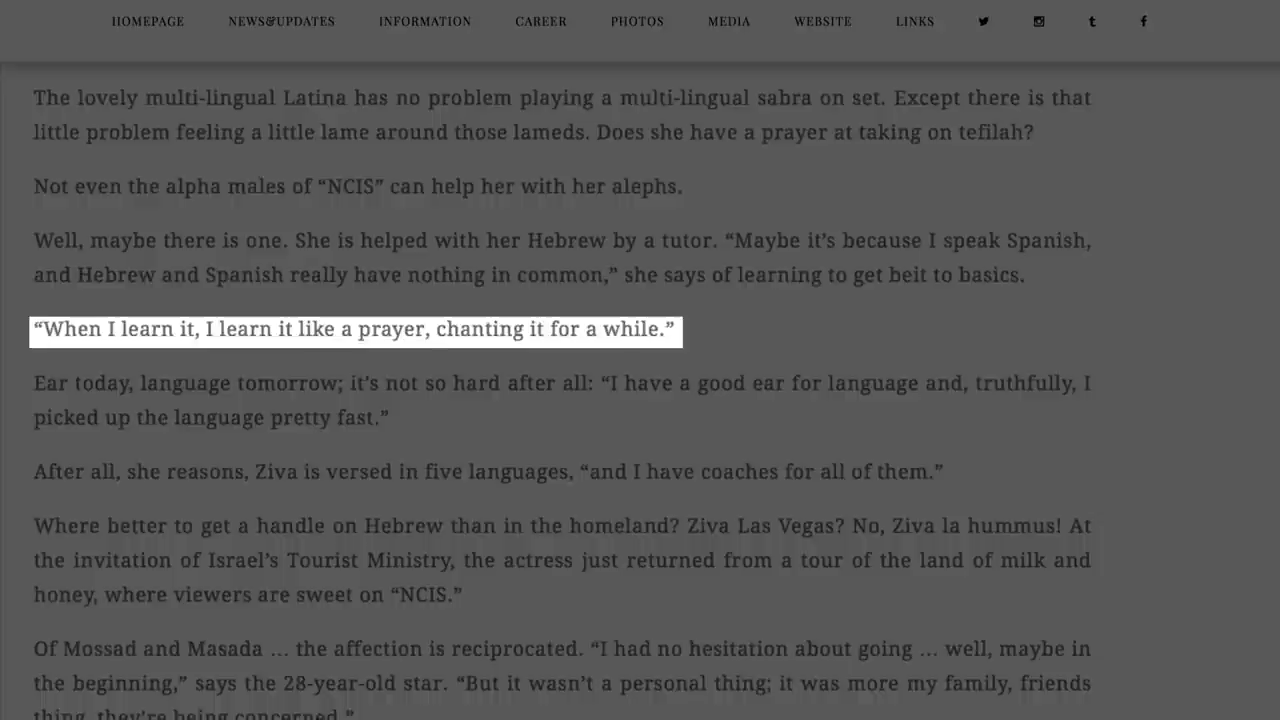 HOMEPAGE NEWS&UPDATES INFORMATION CAREER PHOTOS MEDIA WEBSITE LINKS
The lovely multi-lingual Latina has no problem playing a multi-lingual sabra on set. Except there is that
little problem feeling a little lame around those lameds. Does she have a prayer at taking on tefilah?
Not even the alpha males of “NCIS” can help her with her alephs.
Well, maybe there is one. She is helped with her Hebrew by a tutor. “Maybe it’s because I speak Spanish,
and Hebrew and Spanish really have nothing in common,” she says of learning to get beit to basics.
“When I learn it, I learn it like a prayer, chanting it for a while.”
Ear today, language tomorrow; it’s not so hard after all: “I have a good ear for language and, truthfully, I
picked up the language pretty fast.”
After all, she reasons, Ziva is versed in five languages, “and I have coaches for all of them.”
Where better to get a handle on Hebrew than in the homeland? Ziva Las Vegas? No, Ziva la hummus! At
the invitation of Israel’s Tourist Ministry, the actress just returned from a tour of the land of milk and
honey, where viewers are sweet on “NCIS.”
Of Mossad and Masada ... the affection is reciprocated. “I had no hesitation about going ... well, maybe in
the beginning,” says the 28-year-old star. “But it wasn’t a personal thing; it was more my family, friends
thing, they’re being concerned.”